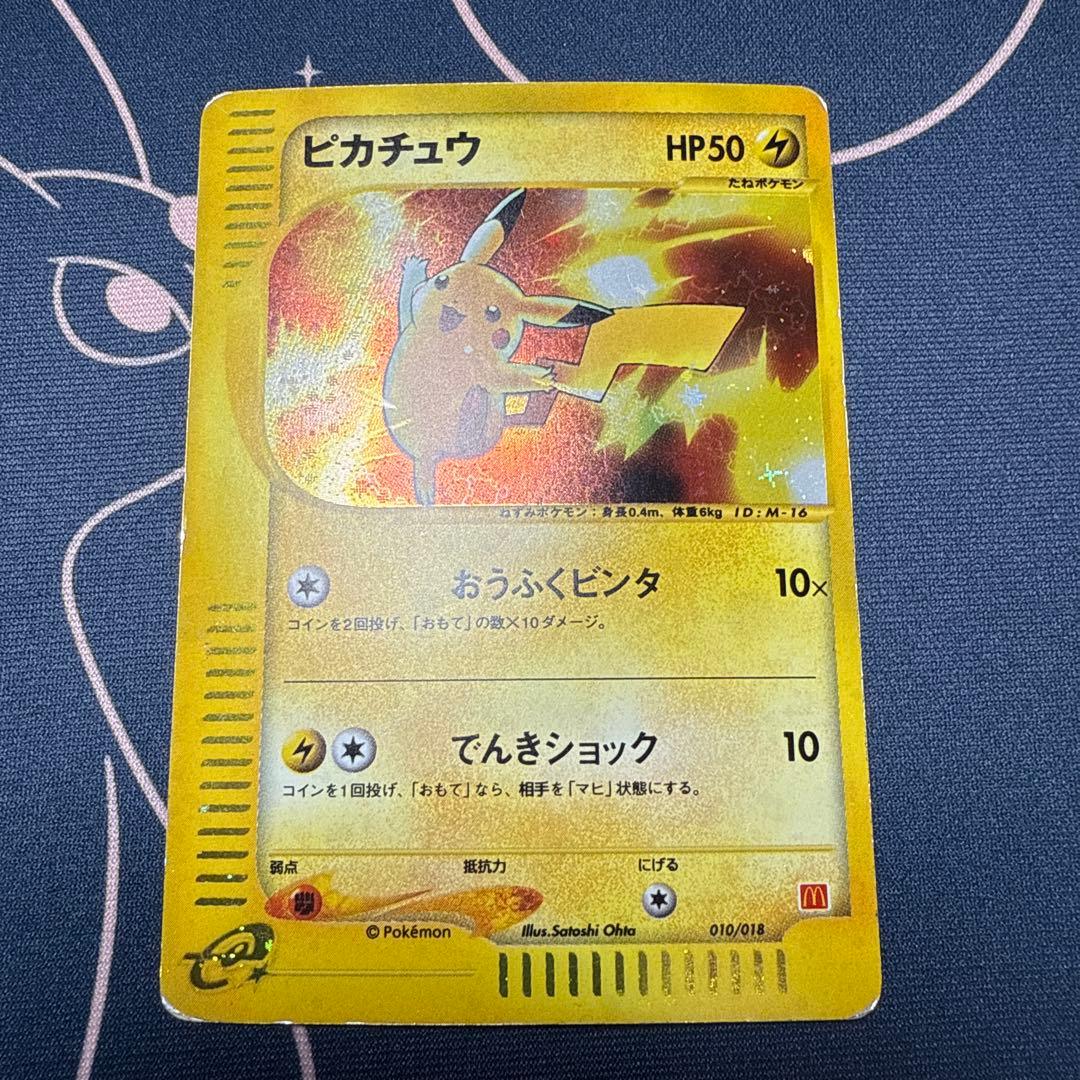 ピカチュウ HP50
たねポケモン
ねずみポケモン：身長0.4m、体重6kg ID:M-16
おうふくビンタ 10×
コインを2回投げ、「おもて」の数×10ダメージ。
でんきショック 10
コインを1回投げ、「おもて」なら、相手を「マヒ」状態にする。
弱点 抵抗力 にげる
©Pokémon Illus.Satoshi Ohta 010/018
e